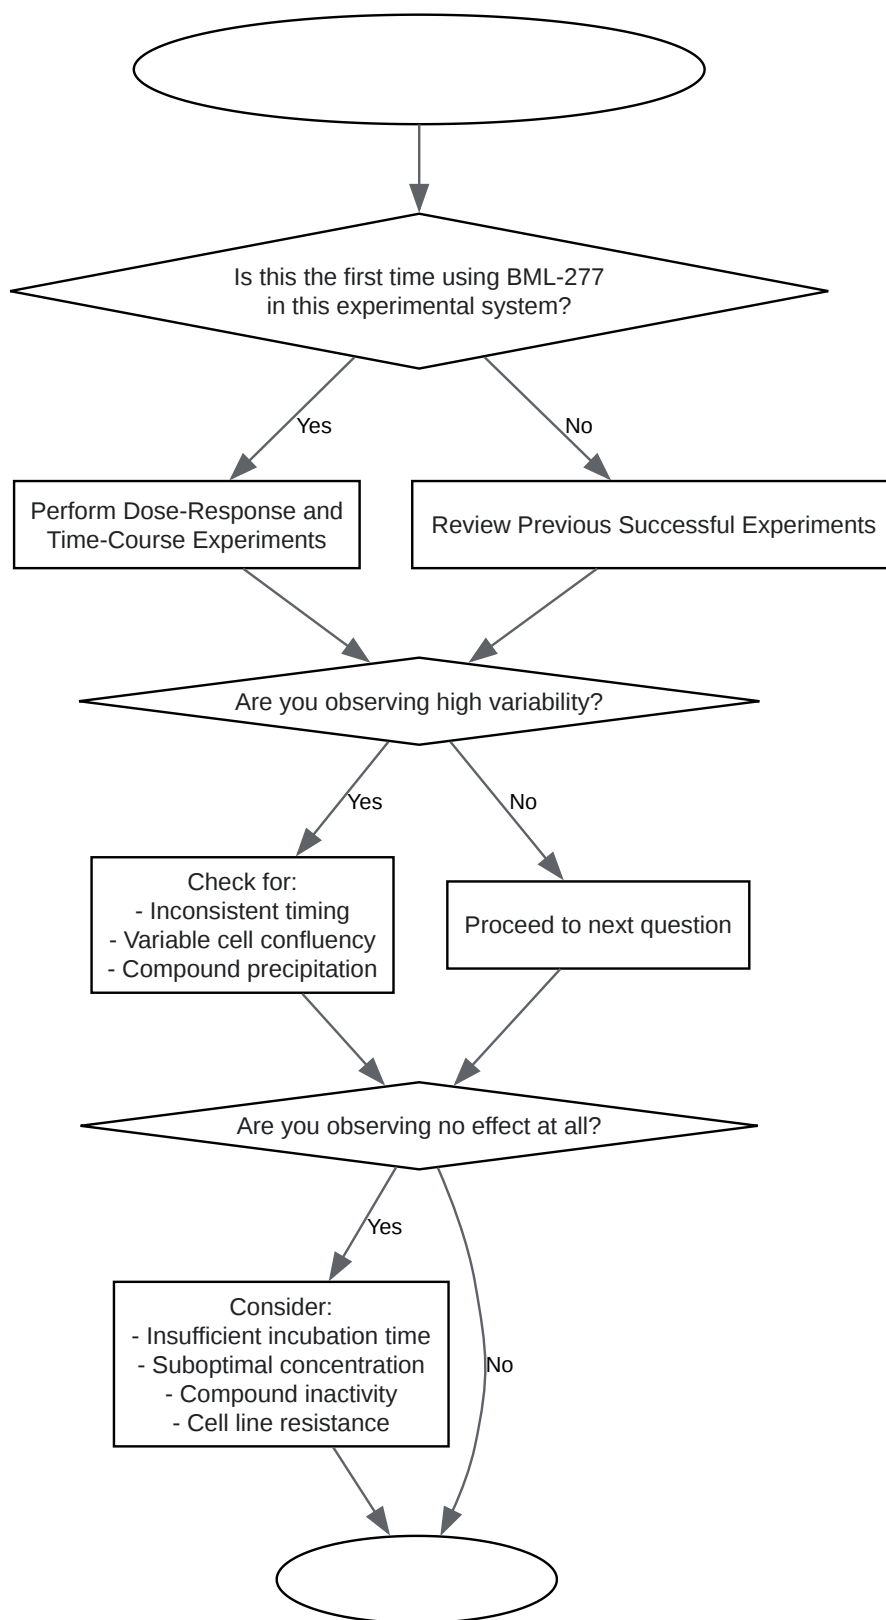 Is this the first time using BML-277
in this experimental system?
Yes
No
Perform Dose-Response and
Time-Course Experiments
Review Previous Successful Experiments
Are you observing high variability?
Yes
No
Check for:
- Inconsistent timing
- Variable cell confluency
- Compound precipitation
Proceed to next question
Are you observing no effect at all?
Yes
Consider:
- Insufficient incubation time
- Suboptimal concentration
- Compound inactivity
- Cell line resistance
No